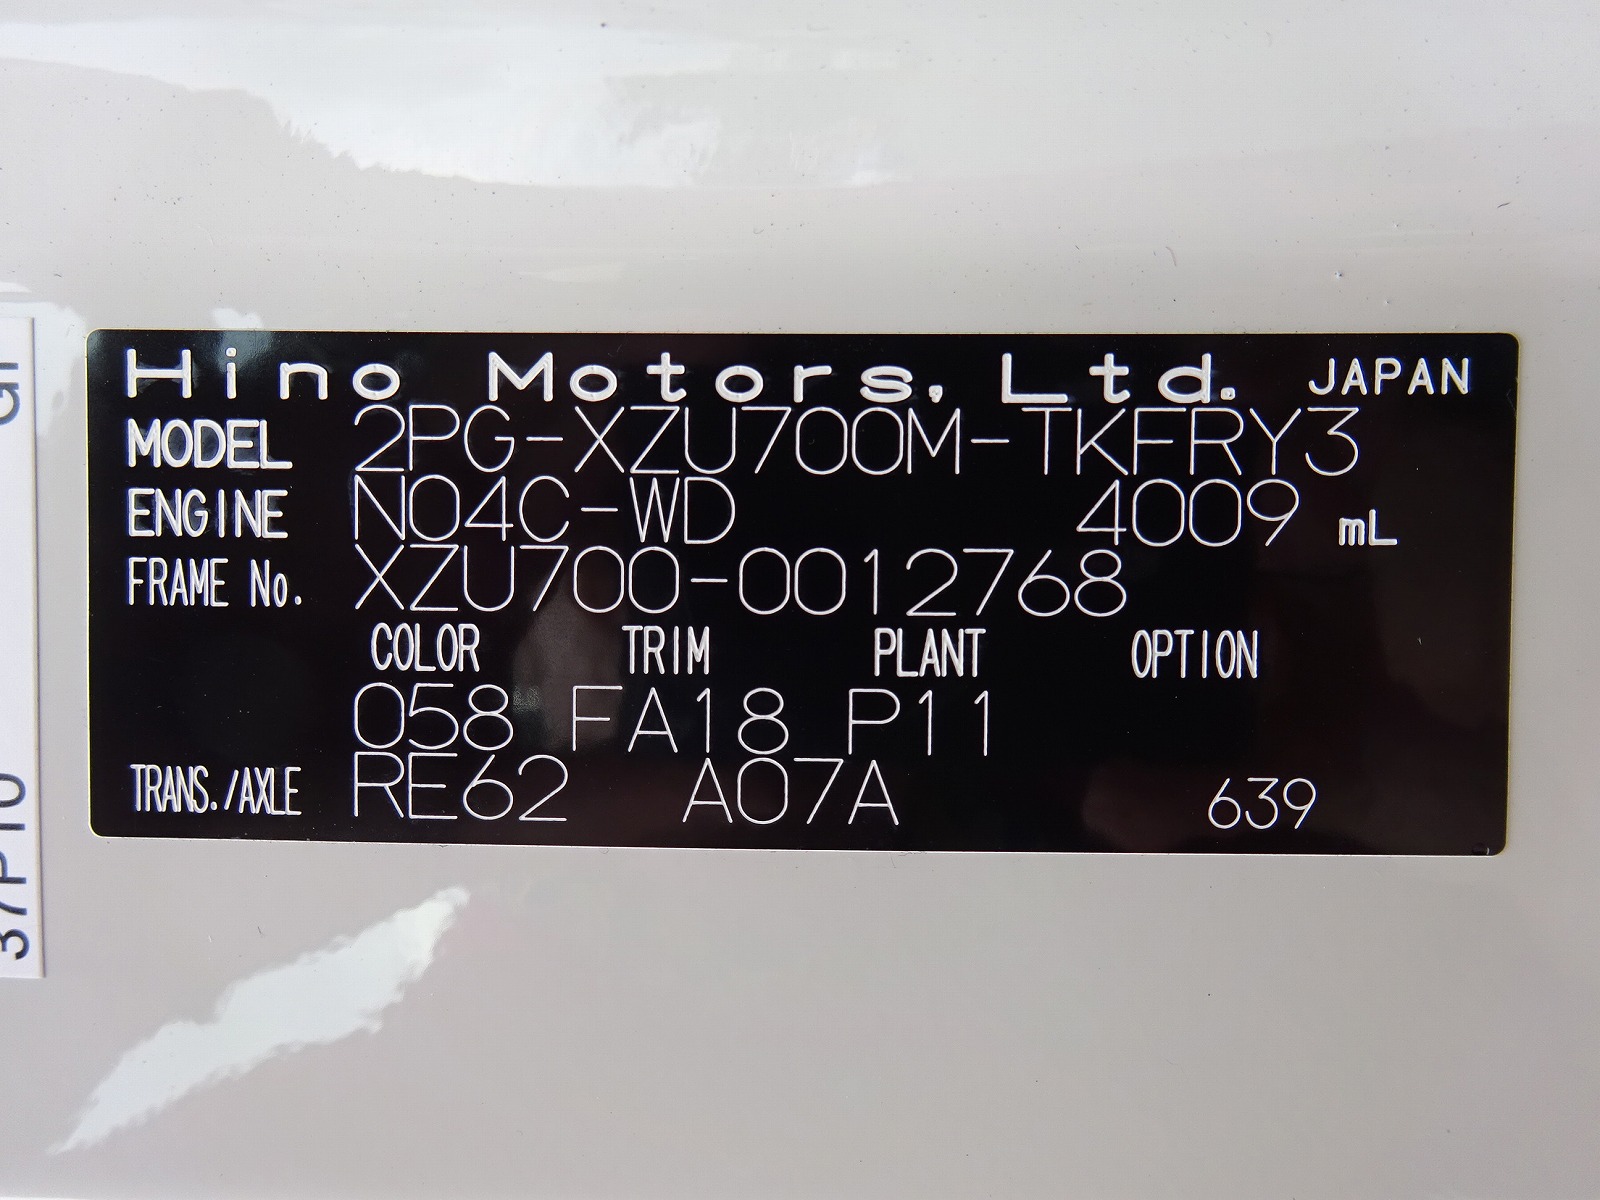 Hino Motors, Ltd. JAPAN
MODEL 2PG-XZU700M-TKFRY3
ENGINE N04C-WD 4009 mL
FRAME No. XZU700-0012768
COLOR TRIM PLANT OPTION
058 FA18 P11
TRANS./AXLE RE62 A07A 639
37P10